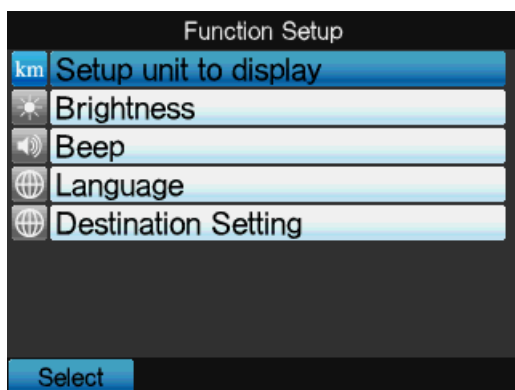 Function Setup
km Setup unit to display
Brightness
Beep
Language
Destination Setting
Select